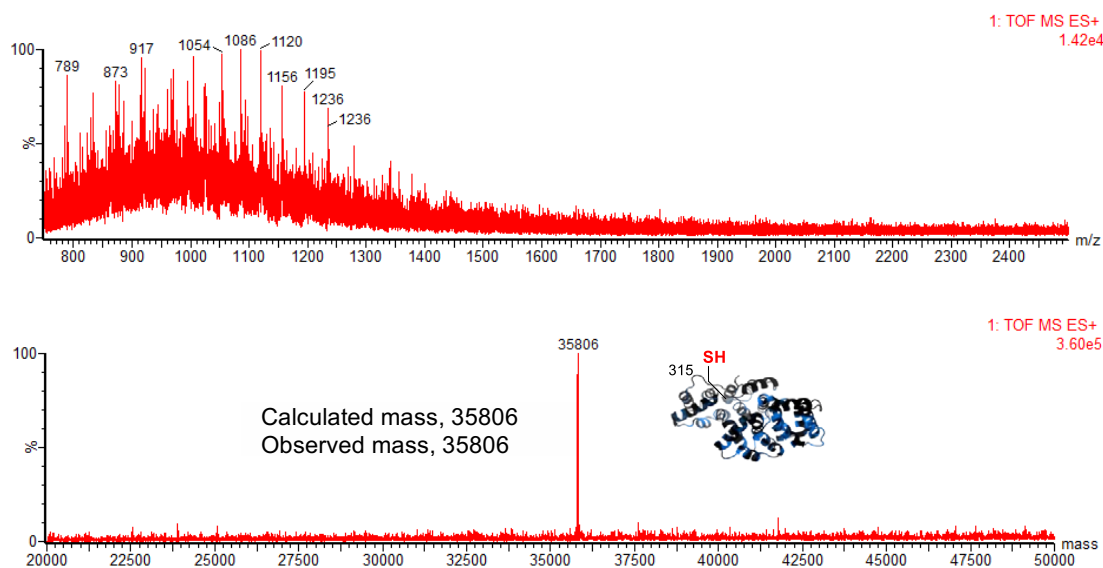 1: TOF MS ES+
1.42e4
100
%
0
789
873
917
1054
1086
1120
1156
1195
1236
1236
800 900 1000 1100 1200 1300 1400 1500 1600 1700 1800 1900 2000 2100 2200 2300 2400
m/z
1: TOF MS ES+
3.60e5
100
%
0
35806
315
SH
Calculated mass, 35806
Observed mass, 35806
20000 22500 25000 27500 30000 32500 35000 37500 40000 42500 45000 47500 50000
mass